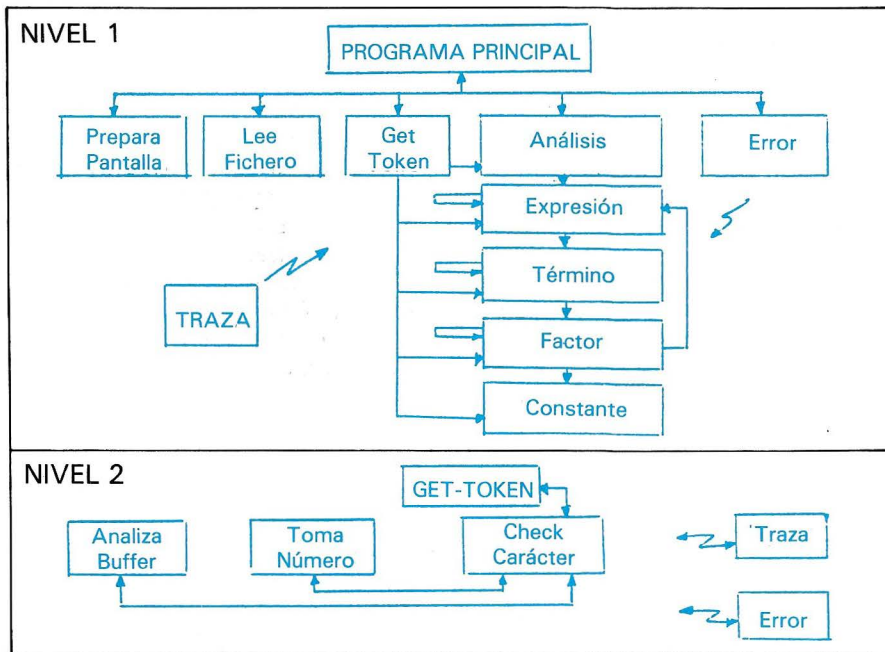 NIVEL 1
PROGRAMA PRINCIPAL
Prepara
Pantalla
Lee
Fichero
Get
Token
Análisis
Error
Expresión
Término
TRAZA
Factor
Constante
NIVEL 2
GET-TOKEN
Analiza
Buffer
Toma
Número
Check
Carácter
Traza
Error